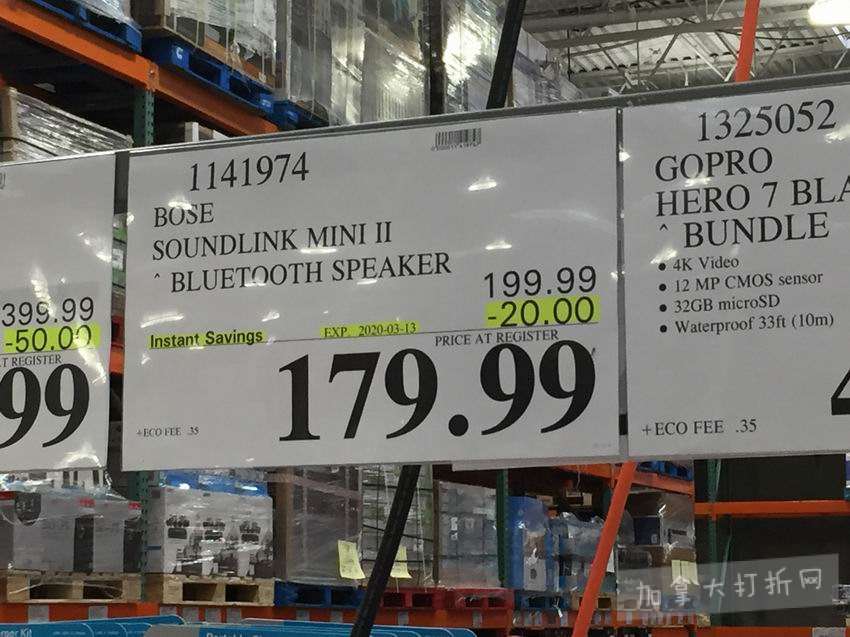 399.99
-50.00
AT REGISTER
99
1141974
BOSE
SOUNDLINK MINI II
^ BLUETOOTH SPEAKER
199.99
-20.00
Instant Savings
EXP. 2020-03-13
PRICE AT REGISTER
179.99
+ECO FEE .35
1325052
GOPRO
HERO 7 BLA
^ BUNDLE
• 4K Video
• 12 MP CMOS sensor
• 32GB microSD
• Waterproof 33ft (10m)
+ECO FEE .35
加拿大打折网